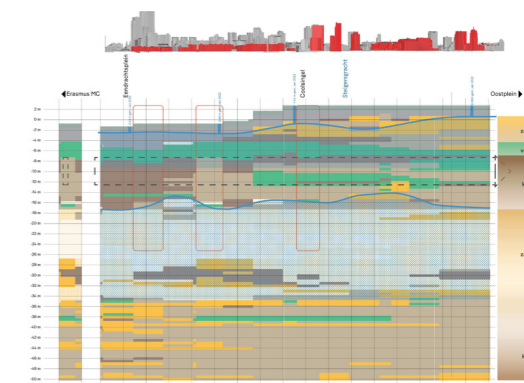 Eendrachtsplein
Coolsingel
Steigersgracht
Erasmus MC
Oostplein
2 m
0 m
-2 m
-4 m
-6 m
-8 m
-10 m
-12 m
-14 m
-16 m
-18 m
-20 m
-22 m
-24 m
-26 m
-28 m
-30 m
-32 m
-34 m
-36 m
-38 m
-40 m
-42 m
-44 m
-46 m
-48 m
-50 m